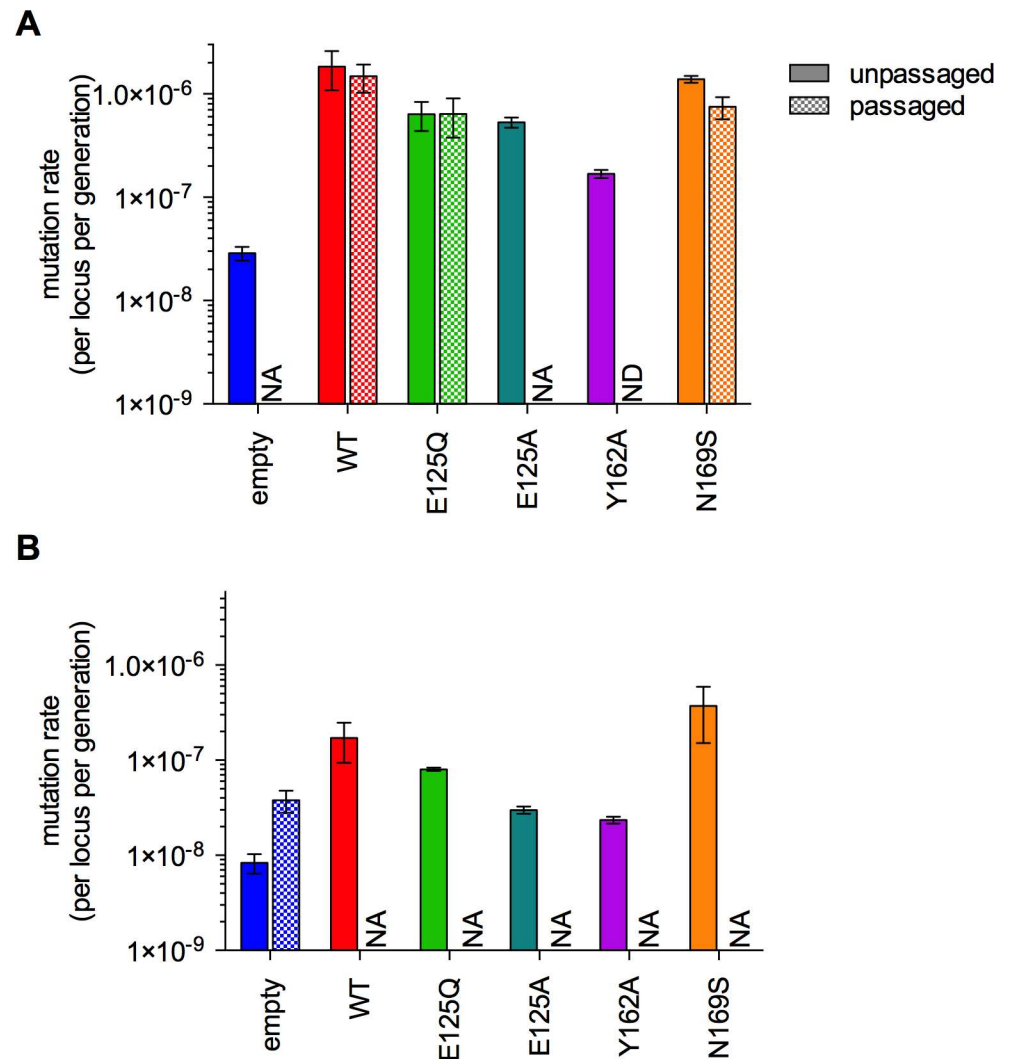 A
mutation rate
(per locus per generation)
1.0×10⁻⁶
1×10⁻⁷
1×10⁻⁸
1×10⁻⁹
NA
NA
ND
empty
WT
E125Q
E125A
Y162A
N169S
unpassaged
passaged
B
mutation rate
(per locus per generation)
1.0×10⁻⁶
1×10⁻⁷
1×10⁻⁸
1×10⁻⁹
NA
NA
NA
NA
NA
empty
WT
E125Q
E125A
Y162A
N169S